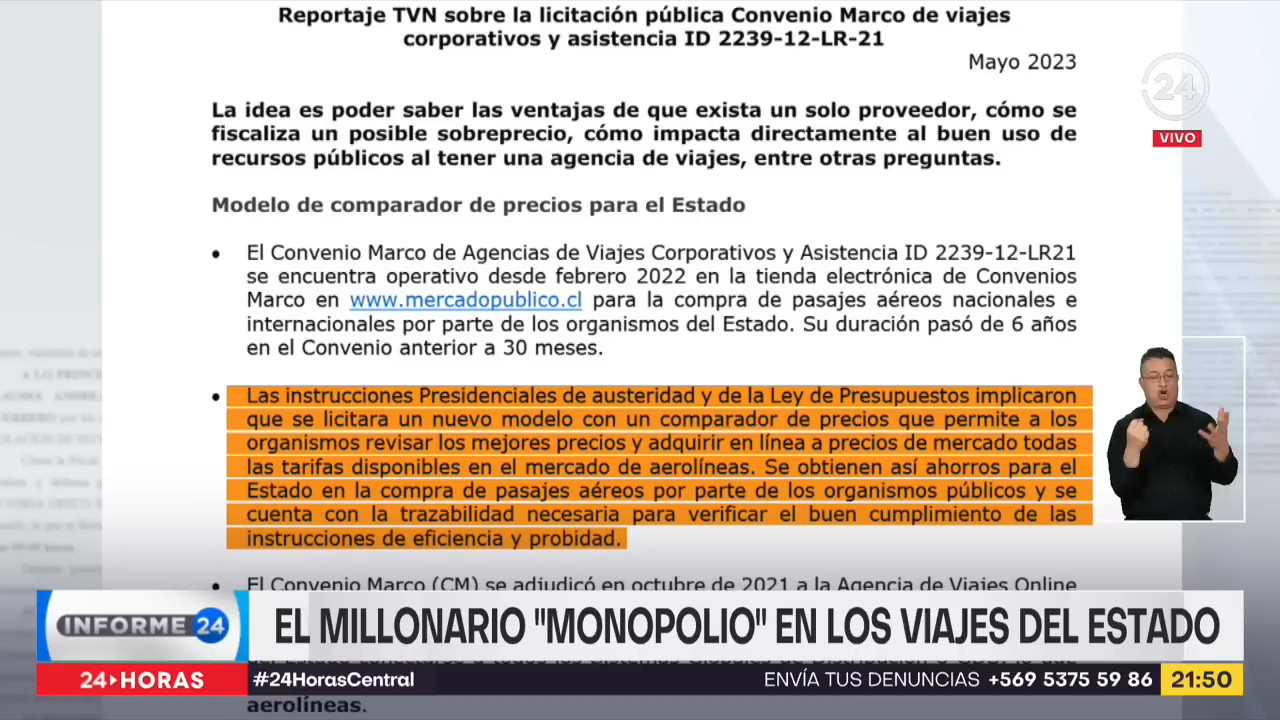 Reportaje TVN sobre la licitación pública Convenio Marco de viajes
corporativos y asistencia ID 2239-12-LR-21
Mayo 2023
24
VIVO
La idea es poder saber las ventajas de que exista un solo proveedor, cómo se
fiscaliza un posible sobreprecio, cómo impacta directamente al buen uso de
recursos públicos al tener una agencia de viajes, entre otras preguntas.
Modelo de comparador de precios para el Estado
• El Convenio Marco de Agencias de Viajes Corporativos y Asistencia ID 2239-12-LR21
se encuentra operativo desde febrero 2022 en la tienda electrónica de Convenios
Marco en www.mercadopublico.cl para la compra de pasajes aéreos nacionales e
internacionales por parte de los organismos del Estado. Su duración pasó de 6 años
en el Convenio anterior a 30 meses.
• Las instrucciones Presidenciales de austeridad y de la Ley de Presupuestos implicaron
que se licitara un nuevo modelo con un comparador de precios que permite a los
organismos revisar los mejores precios y adquirir en línea a precios de mercado todas
las tarifas disponibles en el mercado de aerolíneas. Se obtienen así ahorros para el
Estado en la compra de pasajes aéreos por parte de los organismos públicos y se
cuenta con la trazabilidad necesaria para verificar el buen cumplimiento de las
instrucciones de eficiencia y probidad.
• El Convenio Marco (CM) se adjudicó en octubre de 2021 a la Agencia de Viajes Online
INFORME 24
EL MILLONARIO "MONOPOLIO" EN LOS VIAJES DEL ESTADO
24 HORAS
#24HorasCentral
ENVÍA TUS DENUNCIAS +569 5375 59 86
21:50
aerolíneas.